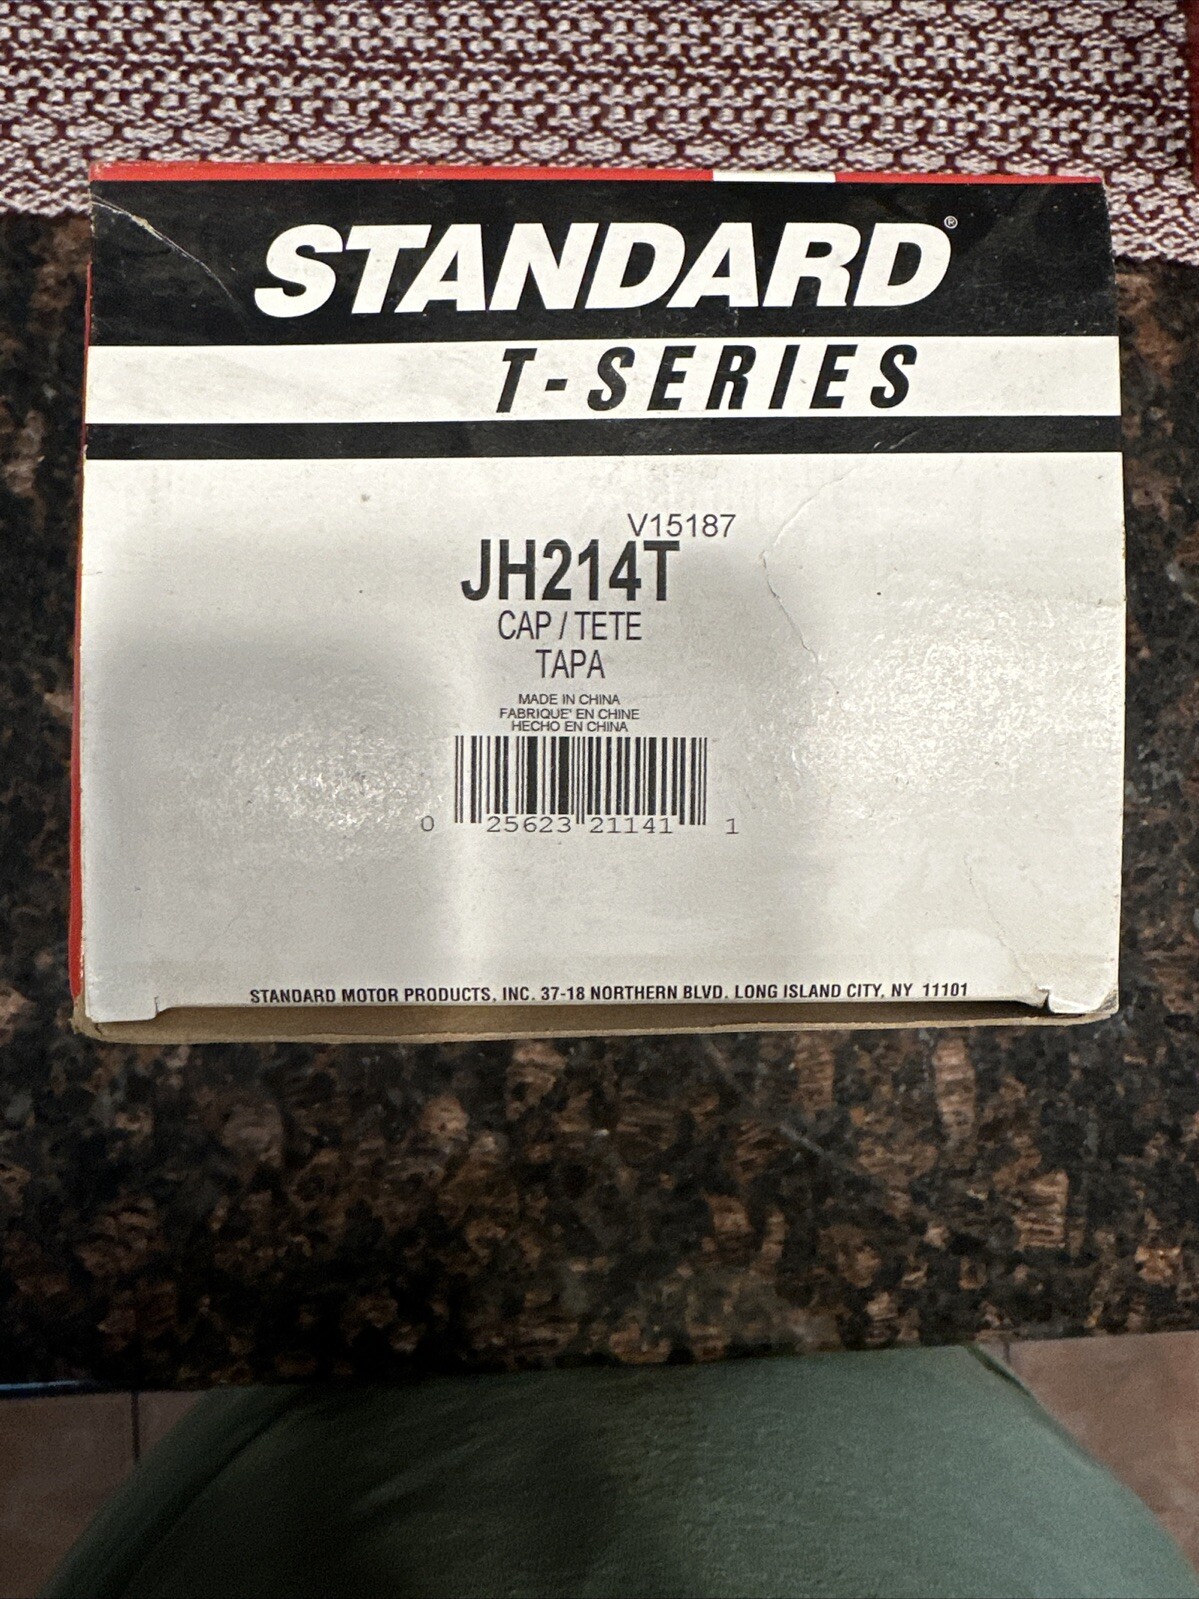 STANDARD®
T-SERIES
V15187
JH214T
CAP / TETE
TAPA
MADE IN CHINA
FABRIQUE' EN CHINE
HECHO EN CHINA
0 25623 21141 1
STANDARD MOTOR PRODUCTS, INC. 37-18 NORTHERN BLVD. LONG ISLAND CITY, NY 11101